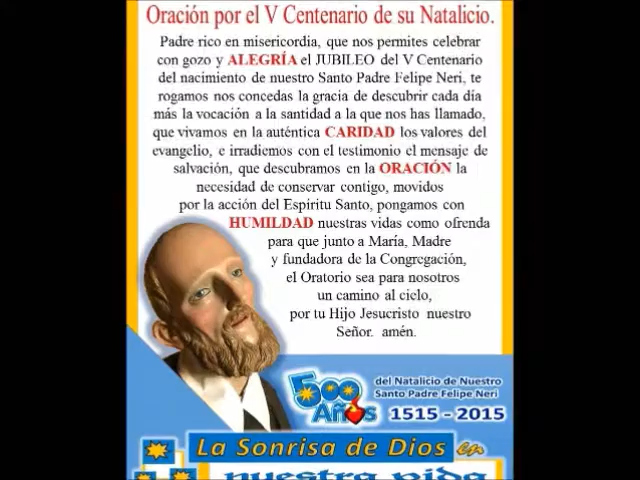 Oración por el V Centenario de su Natalicio.
Padre rico en misericordia, que nos permites celebrar
con gozo y ALEGRÍA el JUBILEO del V Centenario
del nacimiento de nuestro Santo Padre Felipe Neri, te
rogamos nos concedas la gracia de descubrir cada día
más la vocación a la santidad a la que nos has llamado,
que vivamos en la auténtica CARIDAD los valores del
evangelio, e irradiemos con el testimonio el mensaje de
salvación, que descubramos en la ORACIÓN la
necesidad de conservar contigo, movidos
por la acción del Espíritu Santo, pongamos con
HUMILDAD nuestras vidas como ofrenda
para que junto a María, Madre
y fundadora de la Congregación,
el Oratorio sea para nosotros
un camino al cielo,
por tu Hijo Jesucristo nuestro
Señor. amén.
500
Años
del Natalicio de Nuestro
Santo Padre Felipe Neri
1515 - 2015
La Sonrisa de Dios en
nuestra vida